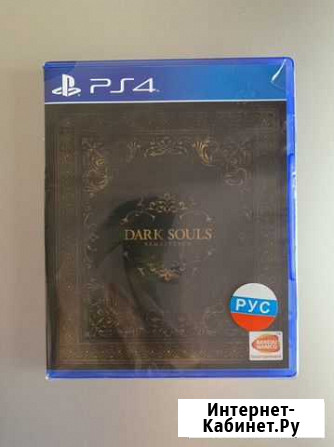 PS4
DARK SOULS
REMASTERED
РУС
BANDAI
NAMCO
Интернет-
Кабинет.Ру